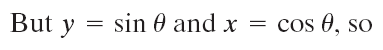 But y = sin θ and x = cos θ, so